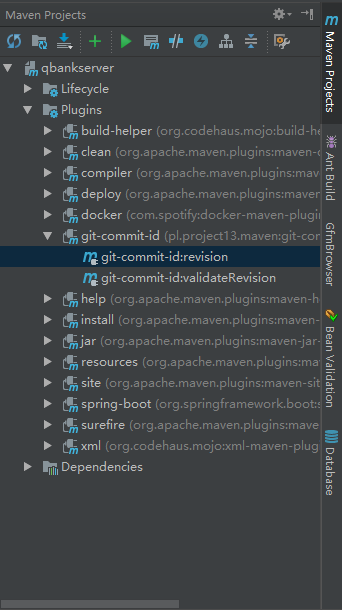 Maven Projects
qbankserver
Lifecycle
Plugins
build-helper (org.codehaus.mojo:build-he
clean (org.apache.maven.plugins:maven-c
compiler (org.apache.maven.plugins:mave
deploy (org.apache.maven.plugins:maven-
docker (com.spotify:docker-maven-plugin
git-commit-id (pl.project13.maven:git-com
git-commit-id:revision
git-commit-id:validateRevision
help (org.apache.maven.plugins:maven-h
install (org.apache.maven.plugins:maven-
jar (org.apache.maven.plugins:maven-jar-
resources (org.apache.maven.plugins:ma
site (org.apache.maven.plugins:maven-sit
spring-boot (org.springframework.boot:s
surefire (org.apache.maven.plugins:mave
xml (org.codehaus.mojo:xml-maven-plug
Dependencies
Maven Projects
Ant Build
GfmBrowser
Bean Validation
Database